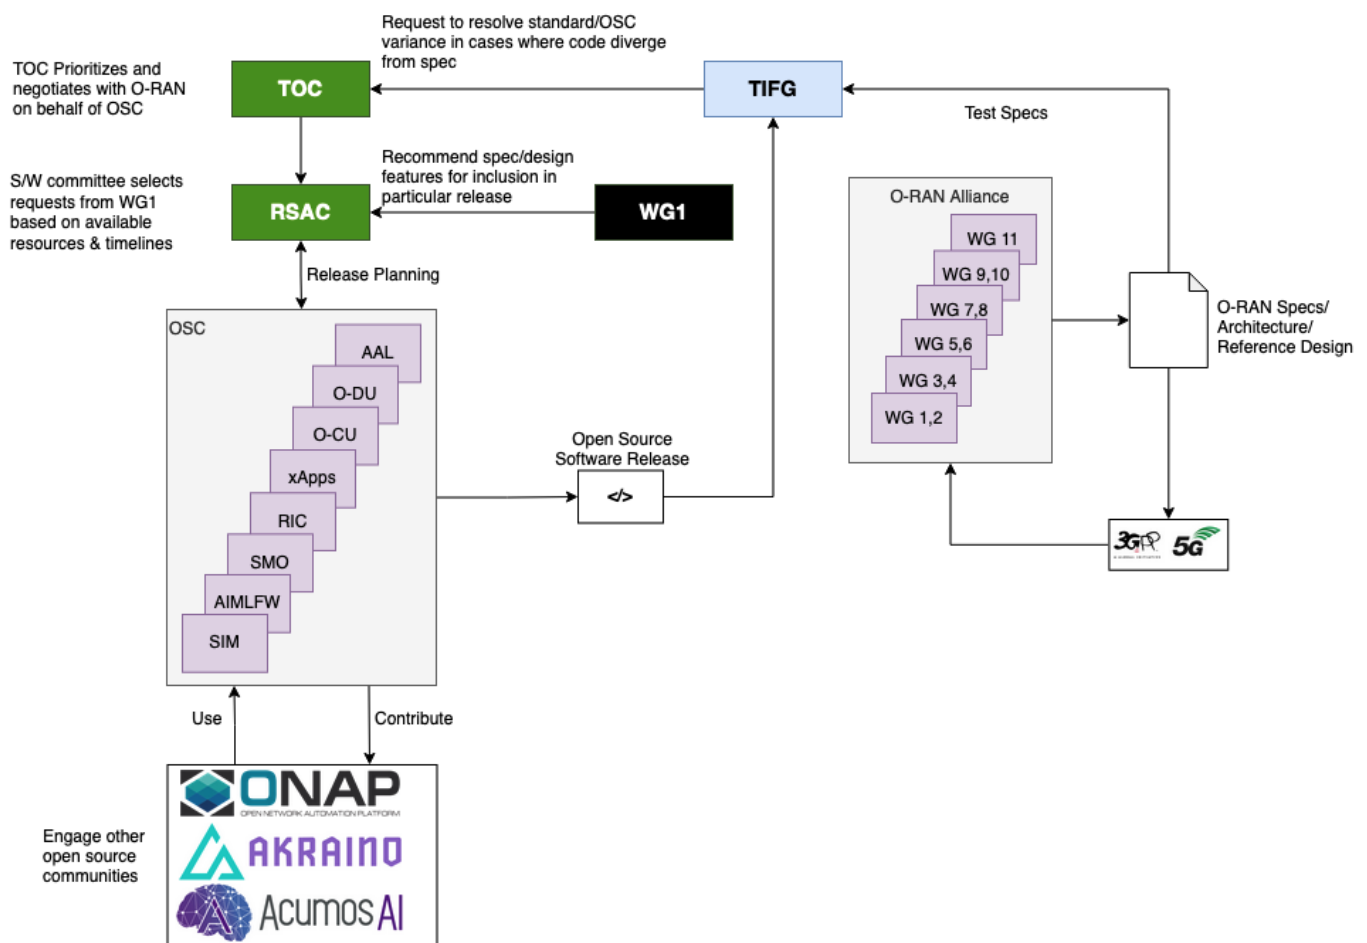 Request to resolve standard/OSC
variance in cases where code diverge
from spec
TOC Prioritizes and
negotiates with O-RAN
on behalf of OSC
TOC
TIFG
Test Specs
S/W committee selects
requests from WG1
based on available
resources & timelines
RSAC
Recommend spec/design
features for inclusion in
particular release
WG1
O-RAN Alliance
WG 11
WG 9,10
WG 7,8
WG 5,6
WG 3,4
WG 1,2
O-RAN Specs/
Architecture/
Reference Design
Release Planning
OSC
AAL
O-DU
O-CU
xApps
RIC
SMO
AIMLFW
SIM
Open Source
Software Release
</>
3GPP
5G
Use
Contribute
Engage other
open source
communities
ONAP
OPEN NETWORK AUTOMATION PLATFORM
AKRAINO
Acumos AI